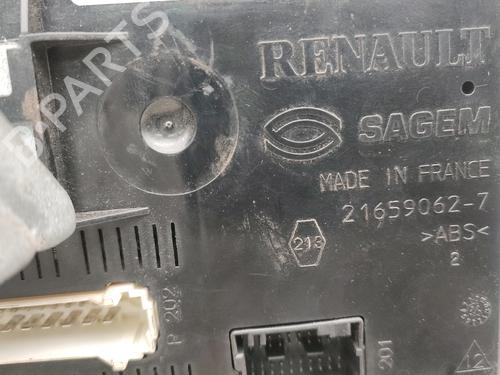 RENAULT
SAGEM
MADE IN FRANCE
21659062-7
>ABS<
213
2
P 202
201
12
B-PARTS